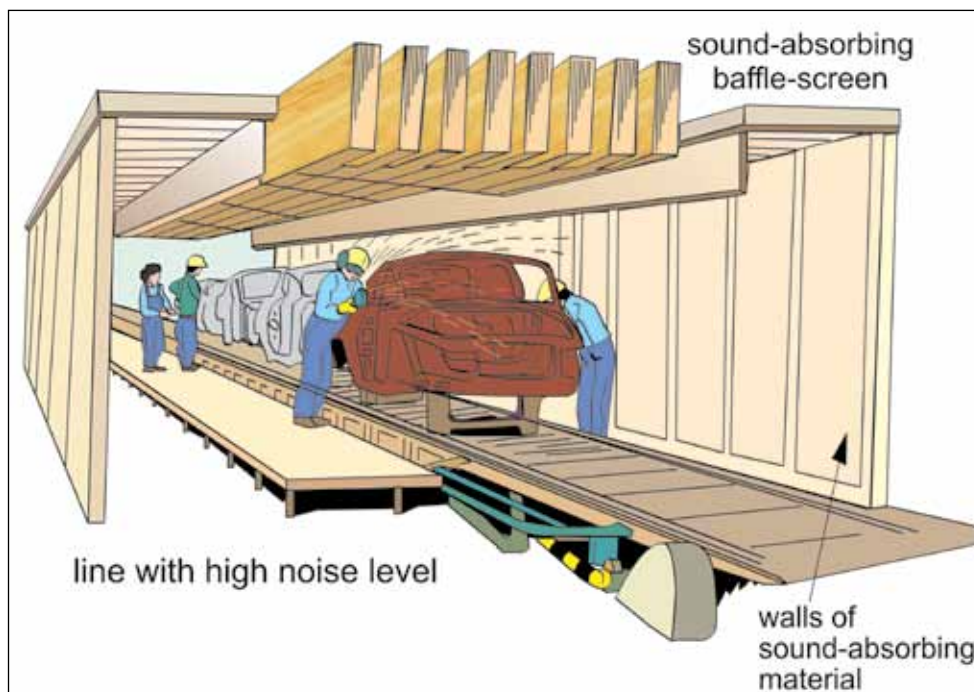 sound-absorbing
baffle-screen
line with high noise level
walls of
sound-absorbing
material